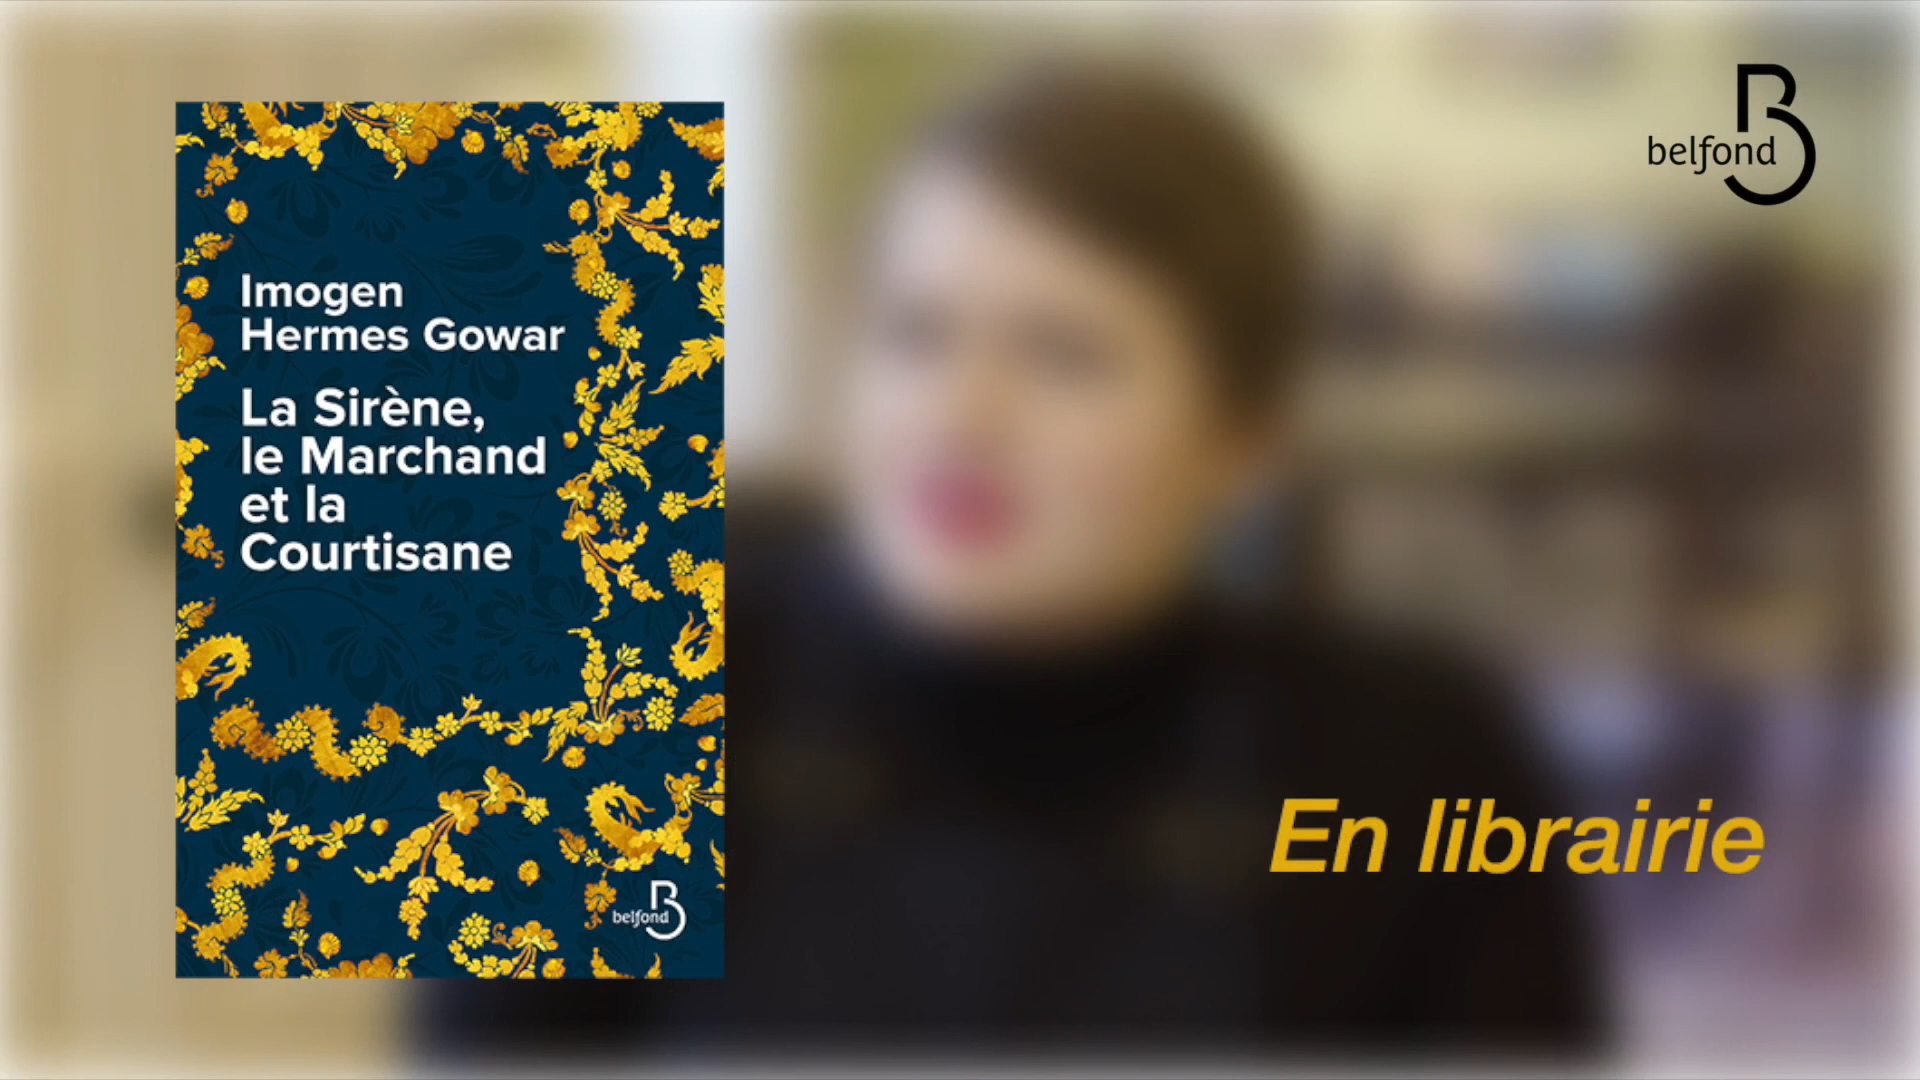 belfond
Imogen
Hermes Gowar
La Sirène,
le Marchand
et la
Courtisane
En librairie
belfond